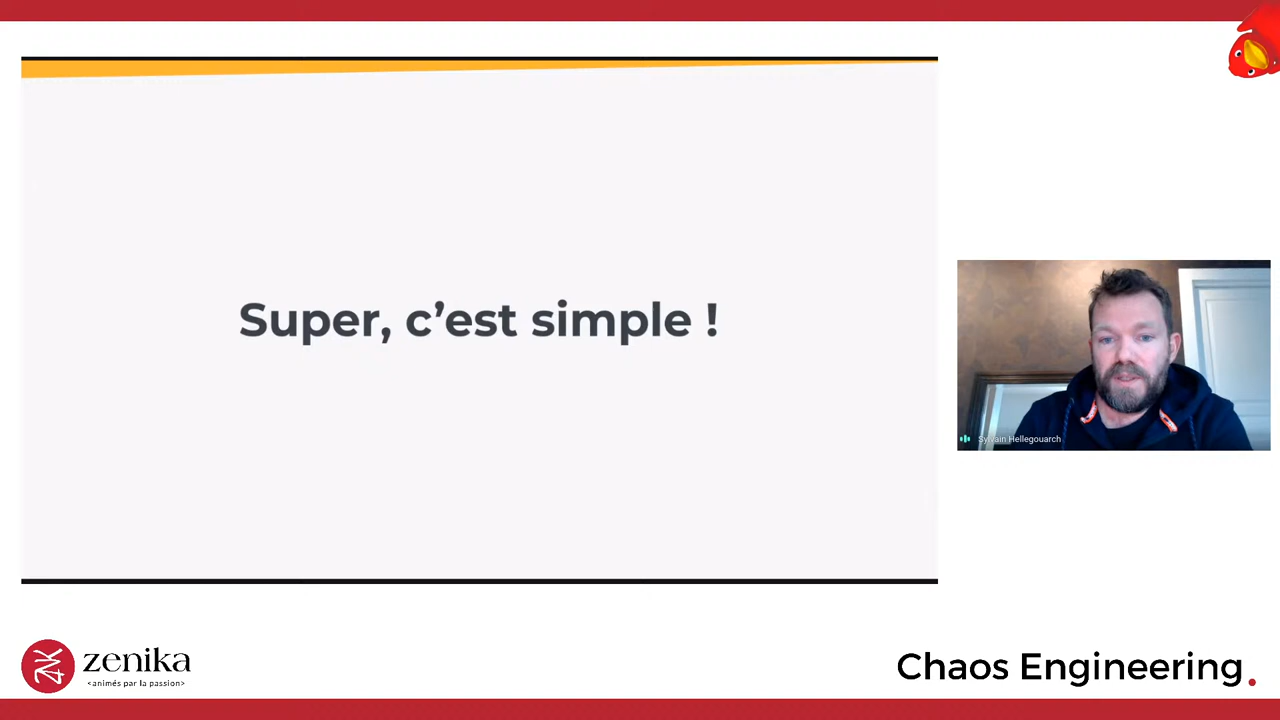 Super, c’est simple !
Sylvain Hellegouarch
zenika
<animés par la passion>
Chaos Engineering.